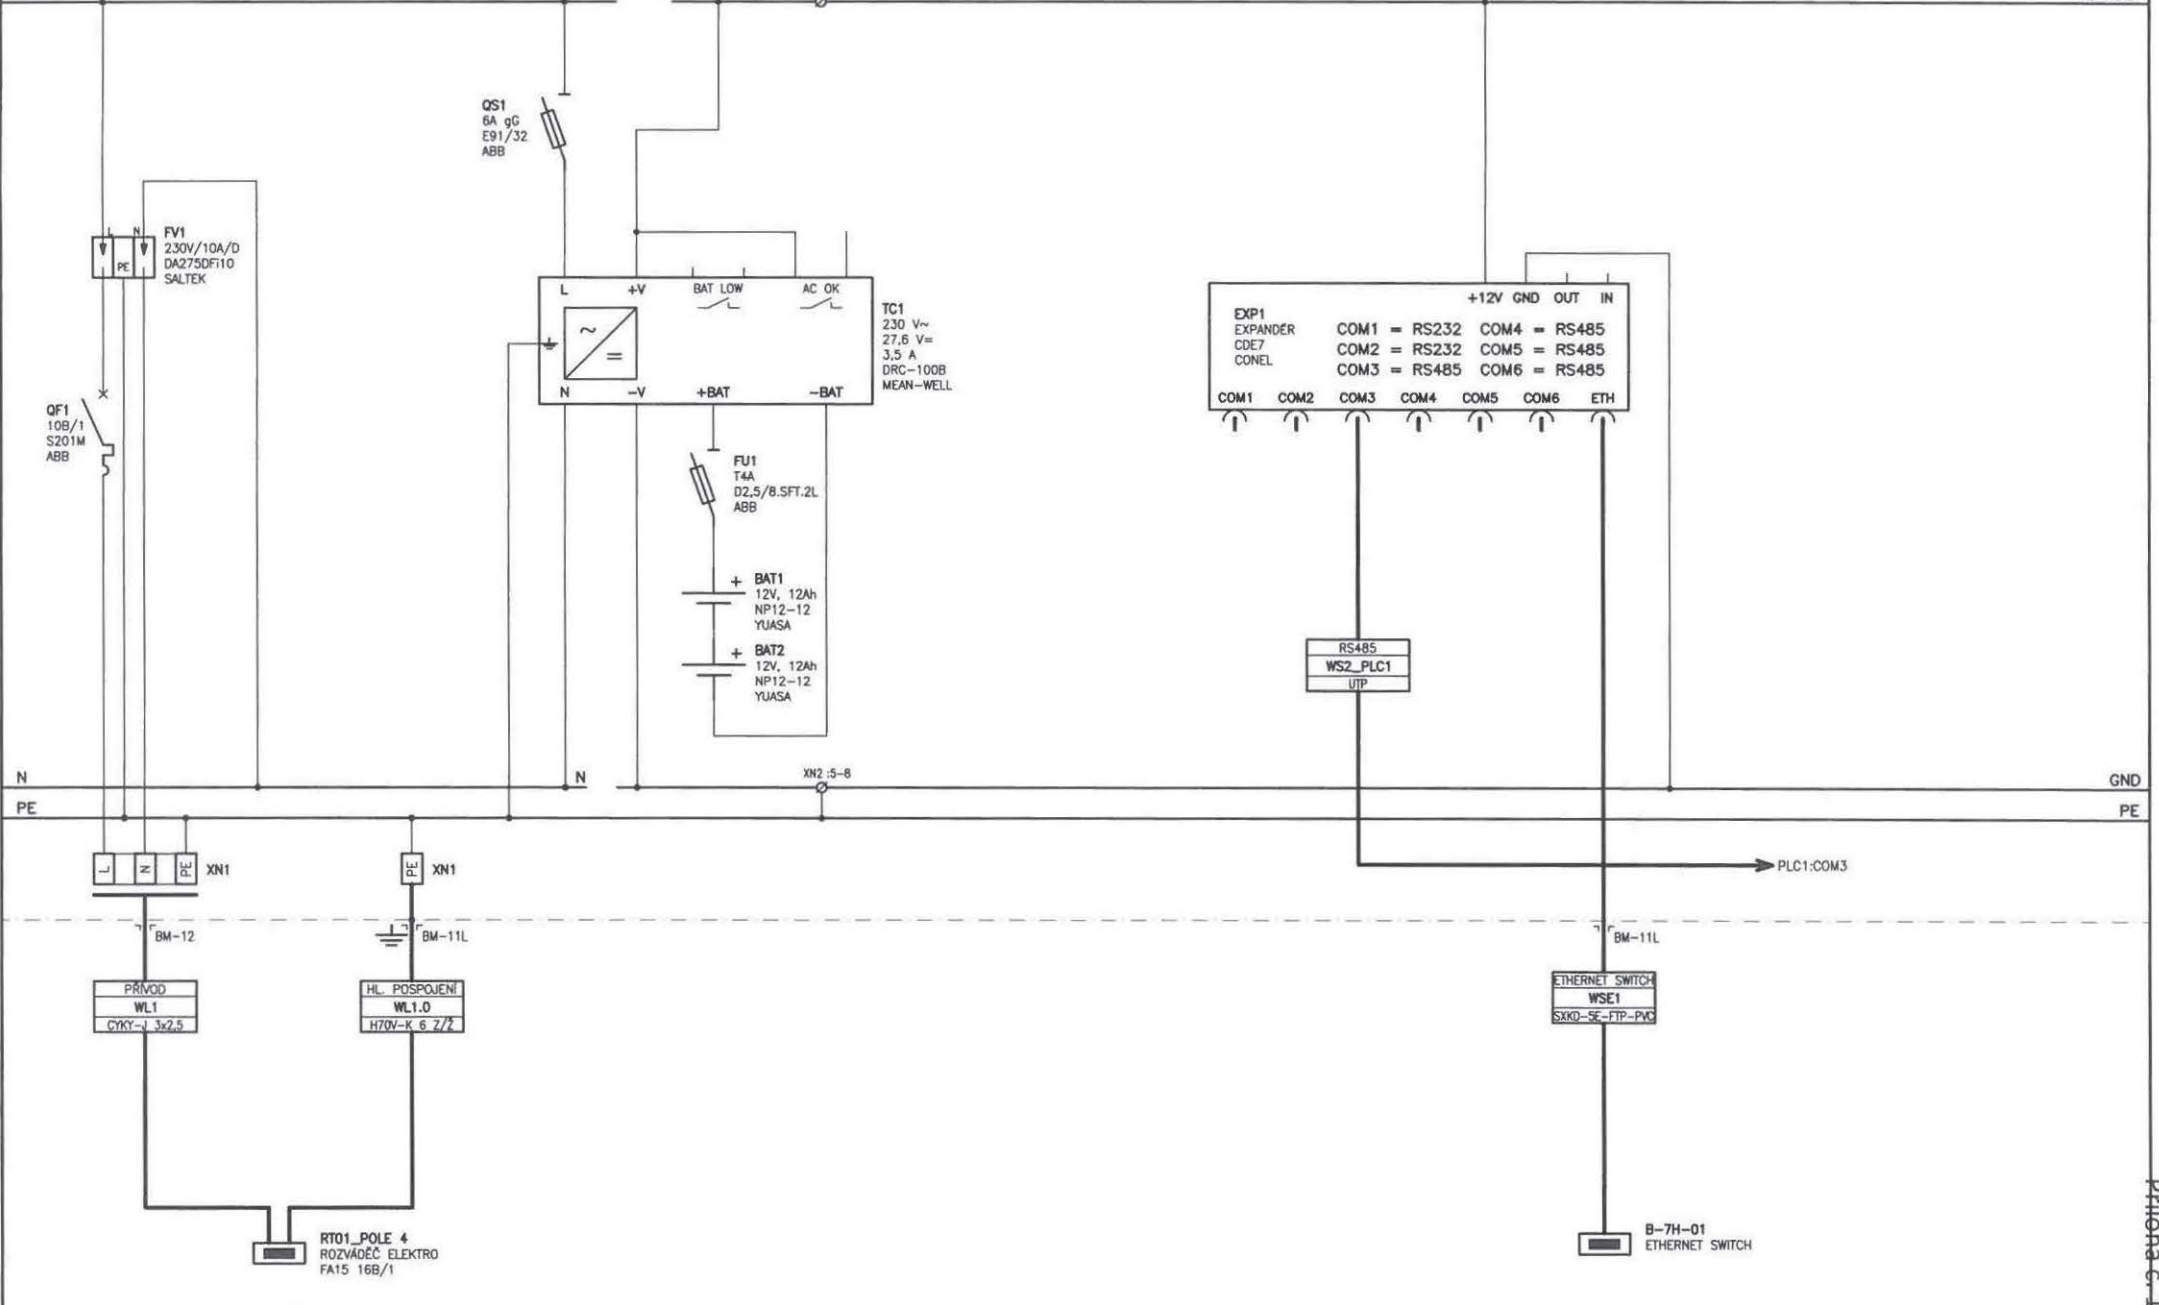 QS1
6A gG
E91/32
ABB
L N
PE
FV1
230V/10A/D
DA275DFi10
SALTEK
QF1
10B/1
S201M
ABB
L +V BAT LOW AC OK
~
=
N -V +BAT -BAT
TC1
230 V~
27,6 V=
3,5 A
DRC-100B
MEAN-WELL
FU1
T4A
D2,5/8.SFT.2L
ABB
+ BAT1
12V, 12Ah
NP12-12
YUASA
+ BAT2
12V, 12Ah
NP12-12
YUASA
+12V GND OUT IN
EXP1
EXPANDÉR
CDE7
CONEL
COM1 = RS232 COM4 = RS485
COM2 = RS232 COM5 = RS485
COM3 = RS485 COM6 = RS485
COM1 COM2 COM3 COM4 COM5 COM6 ETH
RS485
WS2_PLC1
UTP
N N XN2:5-8 GND
PE PE
L N PE XN1
PE XN1
PLC1:COM3
BM-12
BM-11L
BM-11L
PŘÍVOD
WL1
CYKY-J 3x2,5
HL. POSPOJENÍ
WL1.0
H70V-K 6 Z/Ž
ETHERNET SWITCH
WSE1
SXKD-5E-FTP-PVC
RT01_POLE 4
ROZVÁDĚČ ELEKTRO
FA15 16B/1
B-7H-01
ETHERNET SWITCH